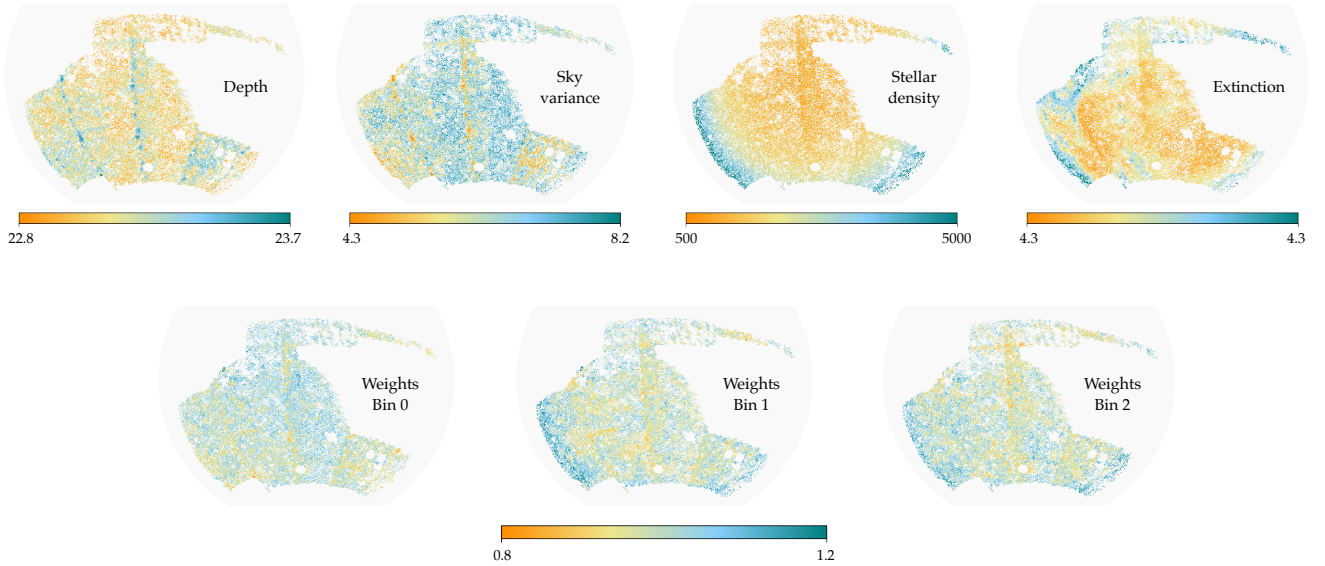 Depth
Sky
variance
Stellar
density
Extinction
22.8 23.7
4.3 8.2
500 5000
4.3 4.3
Weights
Bin 0
Weights
Bin 1
Weights
Bin 2
0.8 1.2